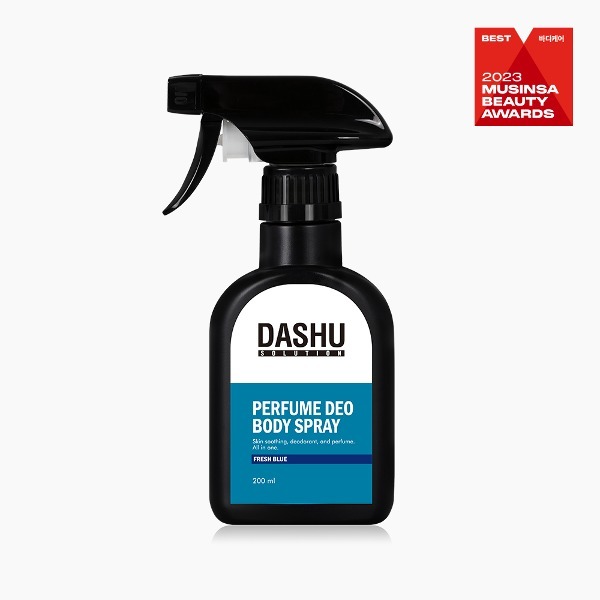 BEST 바디케어
2023
MUSINSA
BEAUTY
AWARDS
DASHU
SOLUTION
PERFUME DEO
BODY SPRAY
Skin soothing, deodorant, and perfume.
All in one.
FRESH BLUE
200 ml